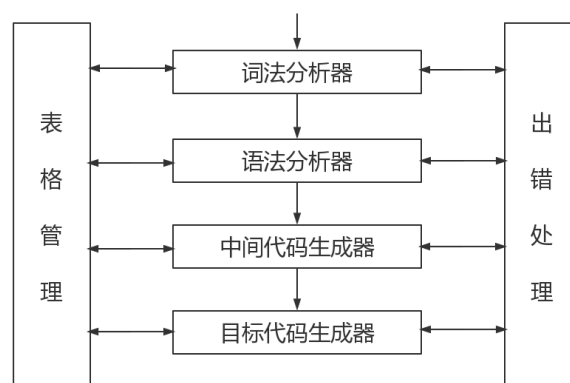 表格管理
词法分析器
语法分析器
中间代码生成器
目标代码生成器
出错处理